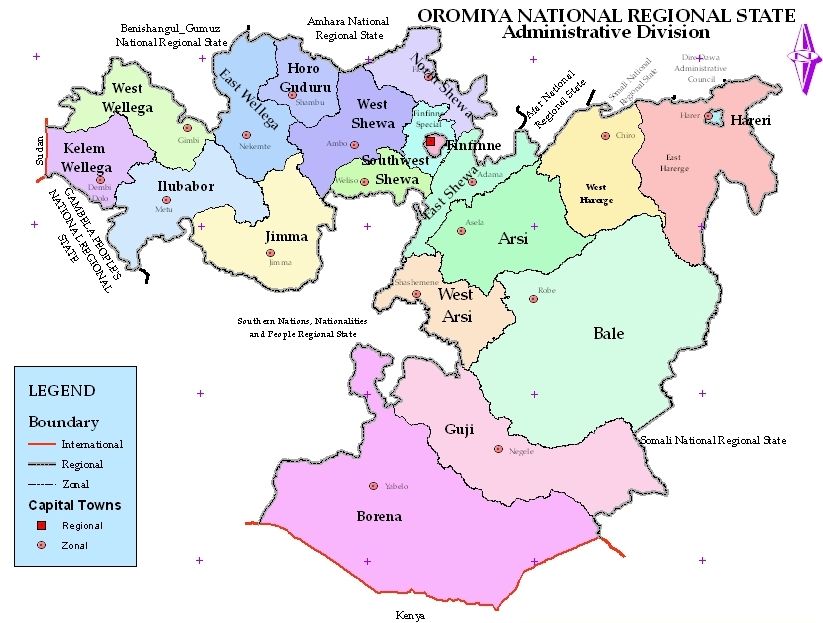 OROMIYA NATIONAL REGIONAL STATE
Administrative Division
Benishangul_Gumuz
National Regional State
Amhara National
Regional State
Afar National
Regional State
Somali National
Regional State
Dire Dawa
Administrative
Council
North Shewa
East Wellega
Horo
Guduru
Shambu
West
Wellega
Gimbi
West
Shewa
Ambo
Nekemte
Finfinne
Special
Finfinne
Harer
Hareri
Chiro
East
Harerge
Sudan
Kelem
Wellega
Dembi
Dolo
Ilubabor
Metu
Southwest
Shewa
Weliso
East Shewa
Adama
West
Harerge
GAMBELA PEOPLE'S
NATIONAL REGIONAL
STATE
Jimma
Jimma
Asela
Arsi
Shashemene
West
Arsi
Robe
Bale
Southern Nations, Nationalities
and People Regional State
Guji
Negele
Somali National Regional State
Yabelo
Borena
Kenya
LEGEND
Boundary
International
Regional
Zonal
Capital Towns
Regional
Zonal